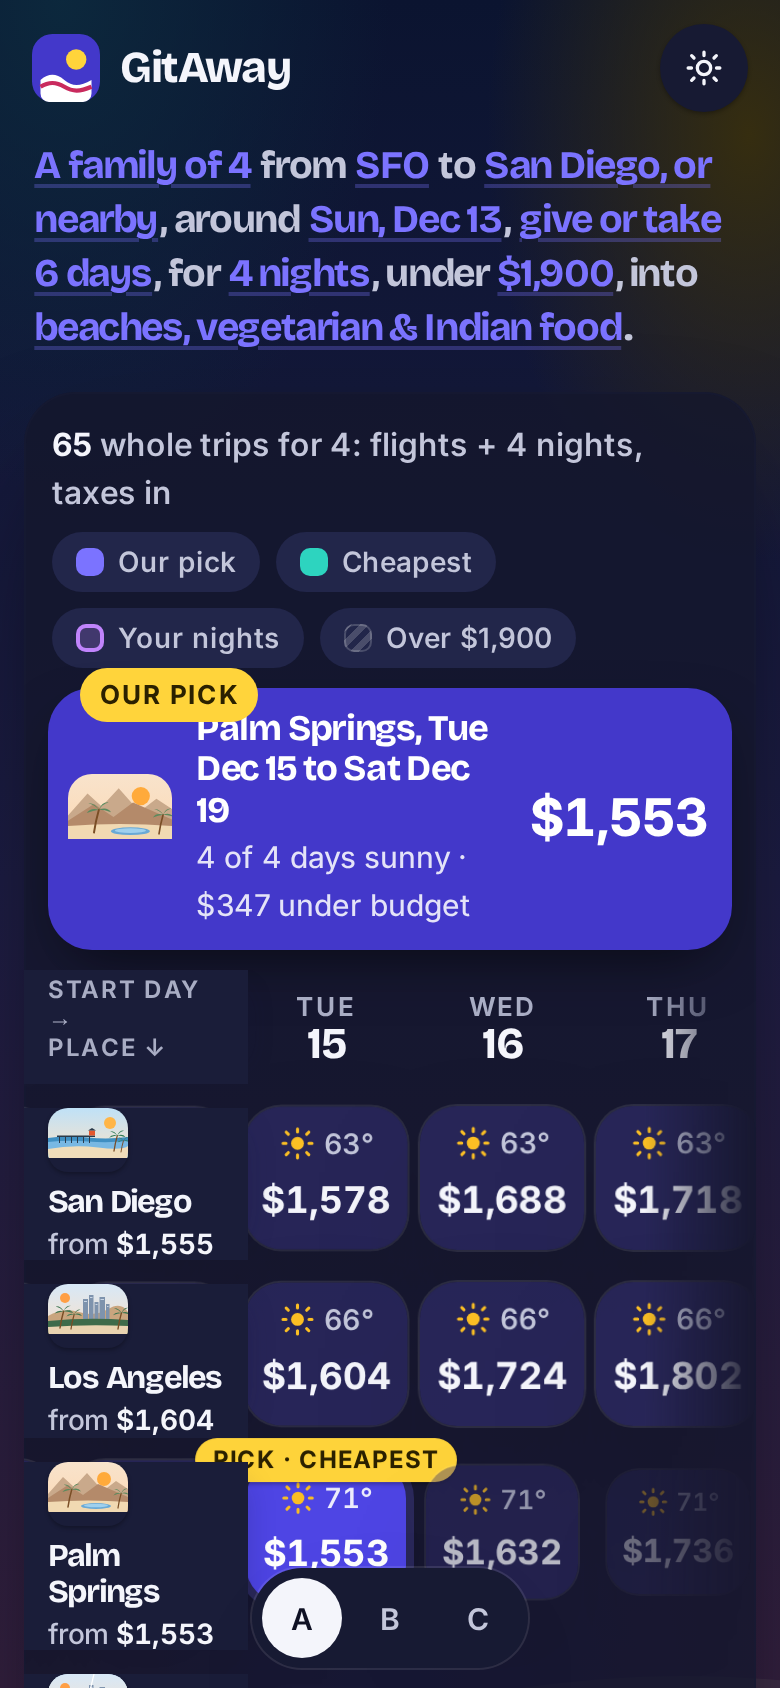 GitAway
A family of 4 from SFO to San Diego, or
nearby, around Sun, Dec 13, give or take
6 days, for 4 nights, under $1,900, into
beaches, vegetarian & Indian food.
65 whole trips for 4: flights + 4 nights,
taxes in
Our pick
Cheapest
Your nights
Over $1,900
OUR PICK
Palm Springs, Tue
Dec 15 to Sat Dec
19
$1,553
4 of 4 days sunny ·
$347 under budget
START DAY
→
PLACE ↓
TUE
15
WED
16
THU
17
San Diego
from $1,555
63°
$1,578
63°
$1,688
63°
$1,718
Los Angeles
from $1,604
66°
$1,604
66°
$1,724
66°
$1,802
PICK · CHEAPEST
Palm
Springs
from $1,553
71°
$1,553
71°
$1,632
71°
$1,736
A B C